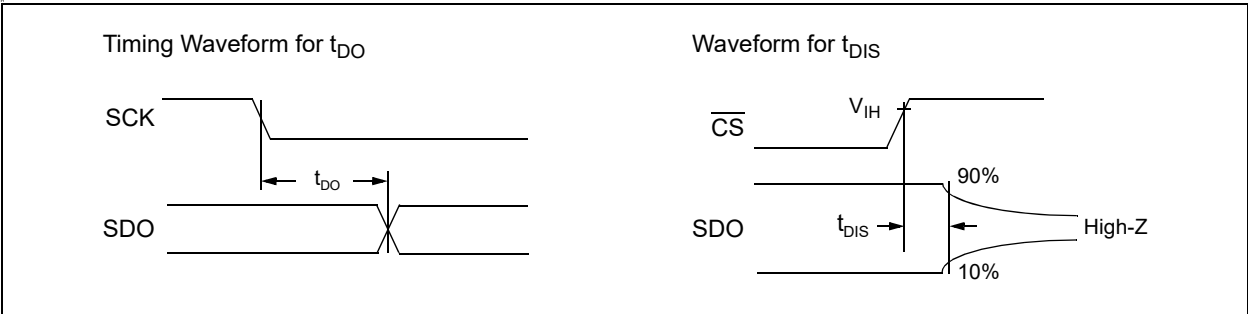 Timing Waveform for tDO
SCK
tDO
SDO
Waveform for tDIS
CS
VIH
SDO
tDIS
90%
High-Z
10%